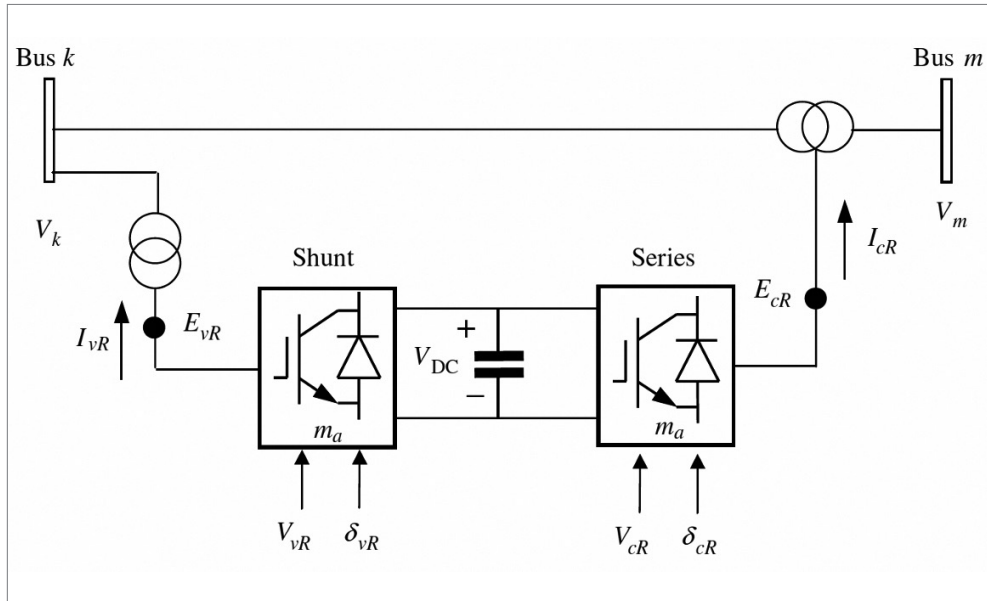 Bus k
Bus m
V_k
V_m
I_cR
Shunt
Series
E_cR
E_vR
I_vR
+
V_DC
−
m_a
m_a
V_vR
δ_vR
V_cR
δ_cR